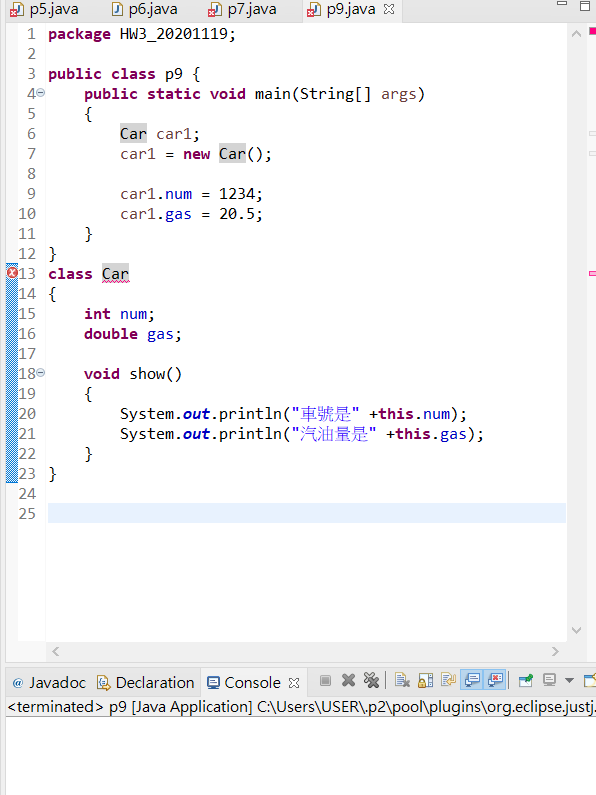 p5.java p6.java p7.java p9.java
1 package HW3_20201119;
2
3 public class p9 {
4 public static void main(String[] args)
5 {
6 Car car1;
7 car1 = new Car();
8
9 car1.num = 1234;
10 car1.gas = 20.5;
11 }
12 }
13 class Car
14 {
15 int num;
16 double gas;
17
18 void show()
19 {
20 System.out.println("車號是" +this.num);
21 System.out.println("汽油量是" +this.gas);
22 }
23 }
24
25
@ Javadoc Declaration Console
<terminated> p9 [Java Application] C:\Users\USER\.p2\pool\plugins\org.eclipse.justj.